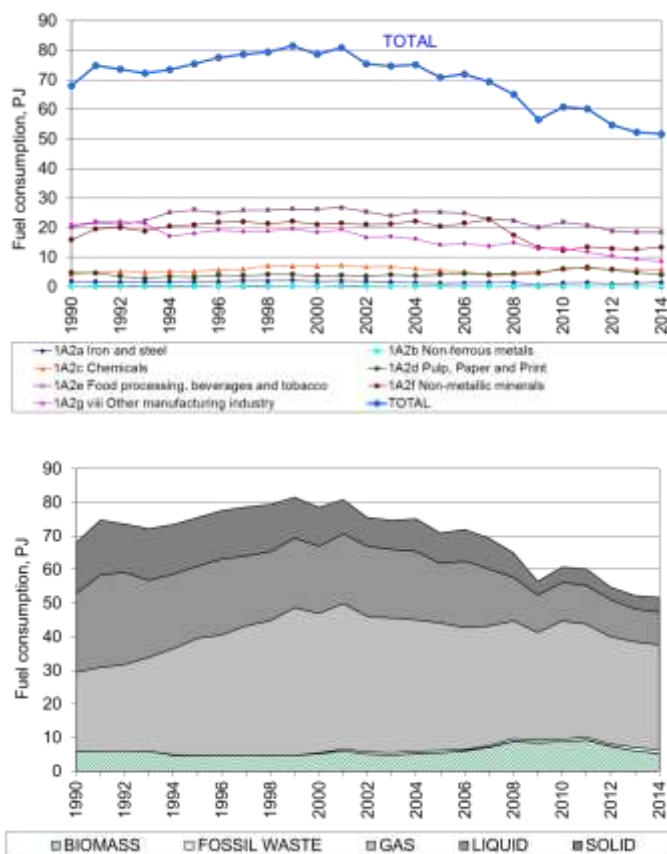 90
80
70
60
50
40
30
20
10
0
Fuel consumption, PJ
TOTAL
1990 1992 1994 1996 1998 2000 2002 2004 2006 2008 2010 2012 2014
1A2a Iron and steel 1A2b Non-ferrous metals
1A2c Chemicals 1A2d Pulp, Paper and Print
1A2e Food processing, beverages and tobacco 1A2f Non-metallic minerals
1A2g viii Other manufacturing industry TOTAL
90
80
70
60
50
40
30
20
10
0
Fuel consumption, PJ
1990 1992 1994 1996 1998 2000 2002 2004 2006 2008 2010 2012 2014
BIOMASS FOSSIL WASTE GAS LIQUID SOLID